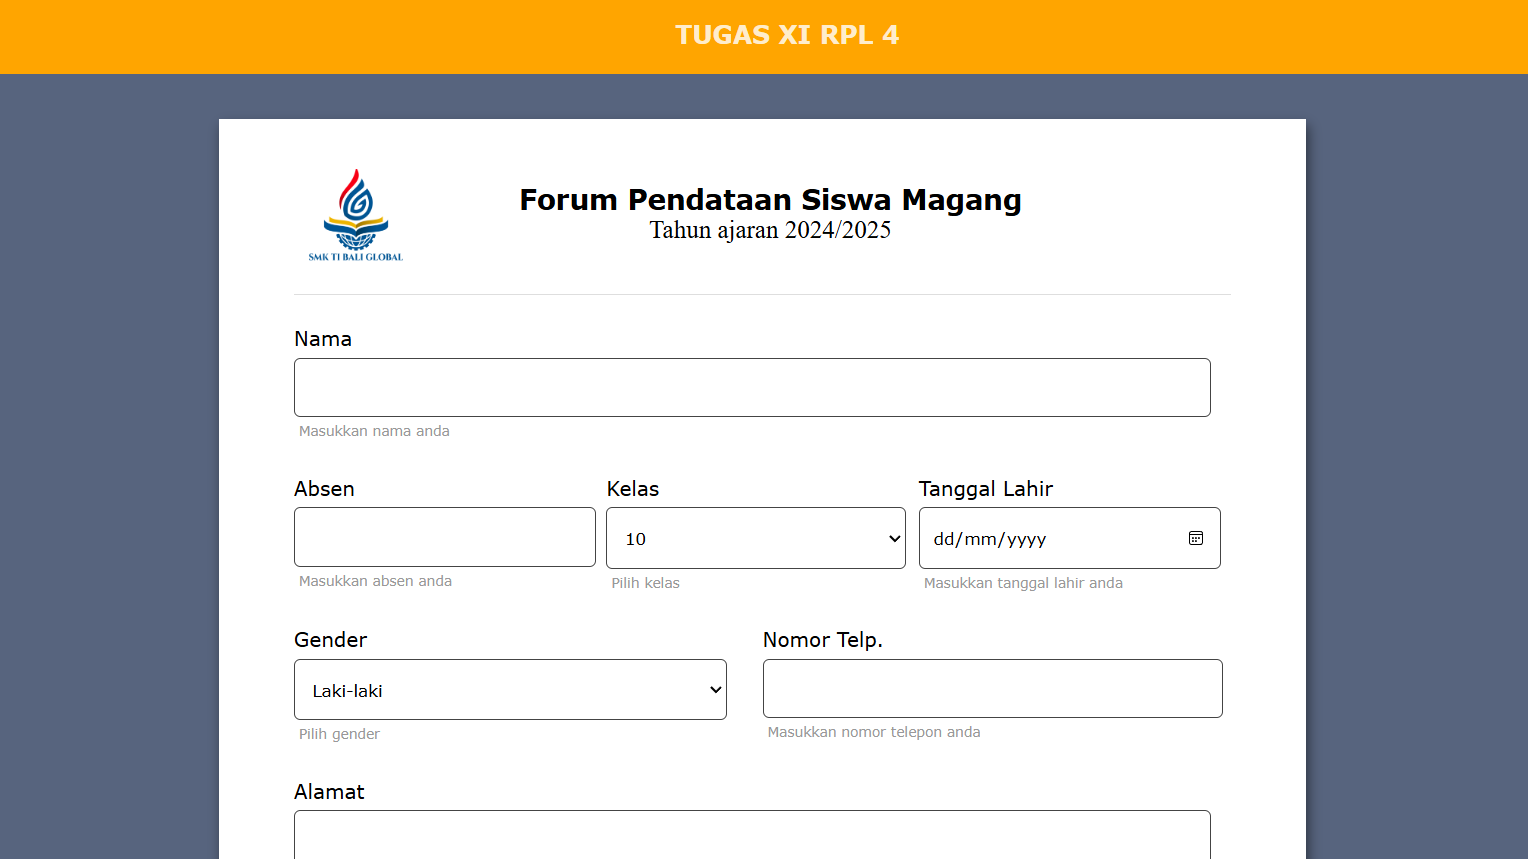 TUGAS XI RPL 4
SMK TI BALI GLOBAL
Forum Pendataan Siswa Magang
Tahun ajaran 2024/2025
Nama
Masukkan nama anda
Absen
Masukkan absen anda
Kelas
10
Pilih kelas
Tanggal Lahir
dd/mm/yyyy
Masukkan tanggal lahir anda
Gender
Laki-laki
Pilih gender
Nomor Telp.
Masukkan nomor telepon anda
Alamat